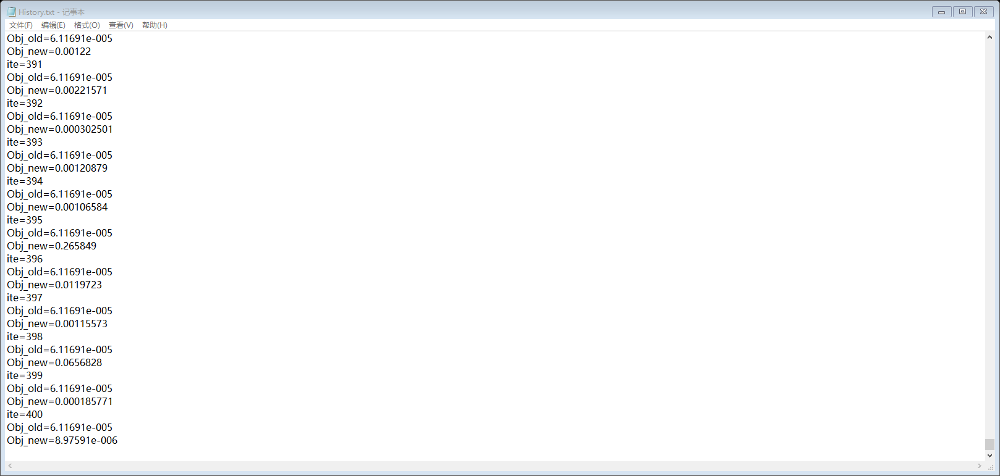 History.txt - 记事本
文件(F) 编辑(E) 格式(O) 查看(V) 帮助(H)
Obj_old=6.11691e-005
Obj_new=0.00122
ite=391
Obj_old=6.11691e-005
Obj_new=0.00221571
ite=392
Obj_old=6.11691e-005
Obj_new=0.000302501
ite=393
Obj_old=6.11691e-005
Obj_new=0.00120879
ite=394
Obj_old=6.11691e-005
Obj_new=0.00106584
ite=395
Obj_old=6.11691e-005
Obj_new=0.265849
ite=396
Obj_old=6.11691e-005
Obj_new=0.0119723
ite=397
Obj_old=6.11691e-005
Obj_new=0.00115573
ite=398
Obj_old=6.11691e-005
Obj_new=0.0656828
ite=399
Obj_old=6.11691e-005
Obj_new=0.000185771
ite=400
Obj_old=6.11691e-005
Obj_new=8.97591e-006